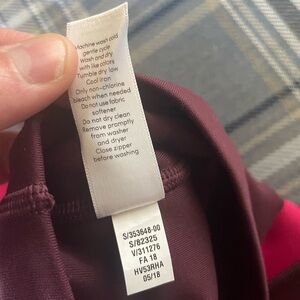 Machine wash cold
gentle cycle
Wash and dry
with like colors
Tumble dry low
Cool iron
Only non-chlorine
bleach when needed
Do not use fabric
softener
Do not dry clean
Remove promptly
from washer
and dryer
Close zipper
before washing
S/353648-00
S/82325
V/311276
FA 18
HV53RHA
05/18